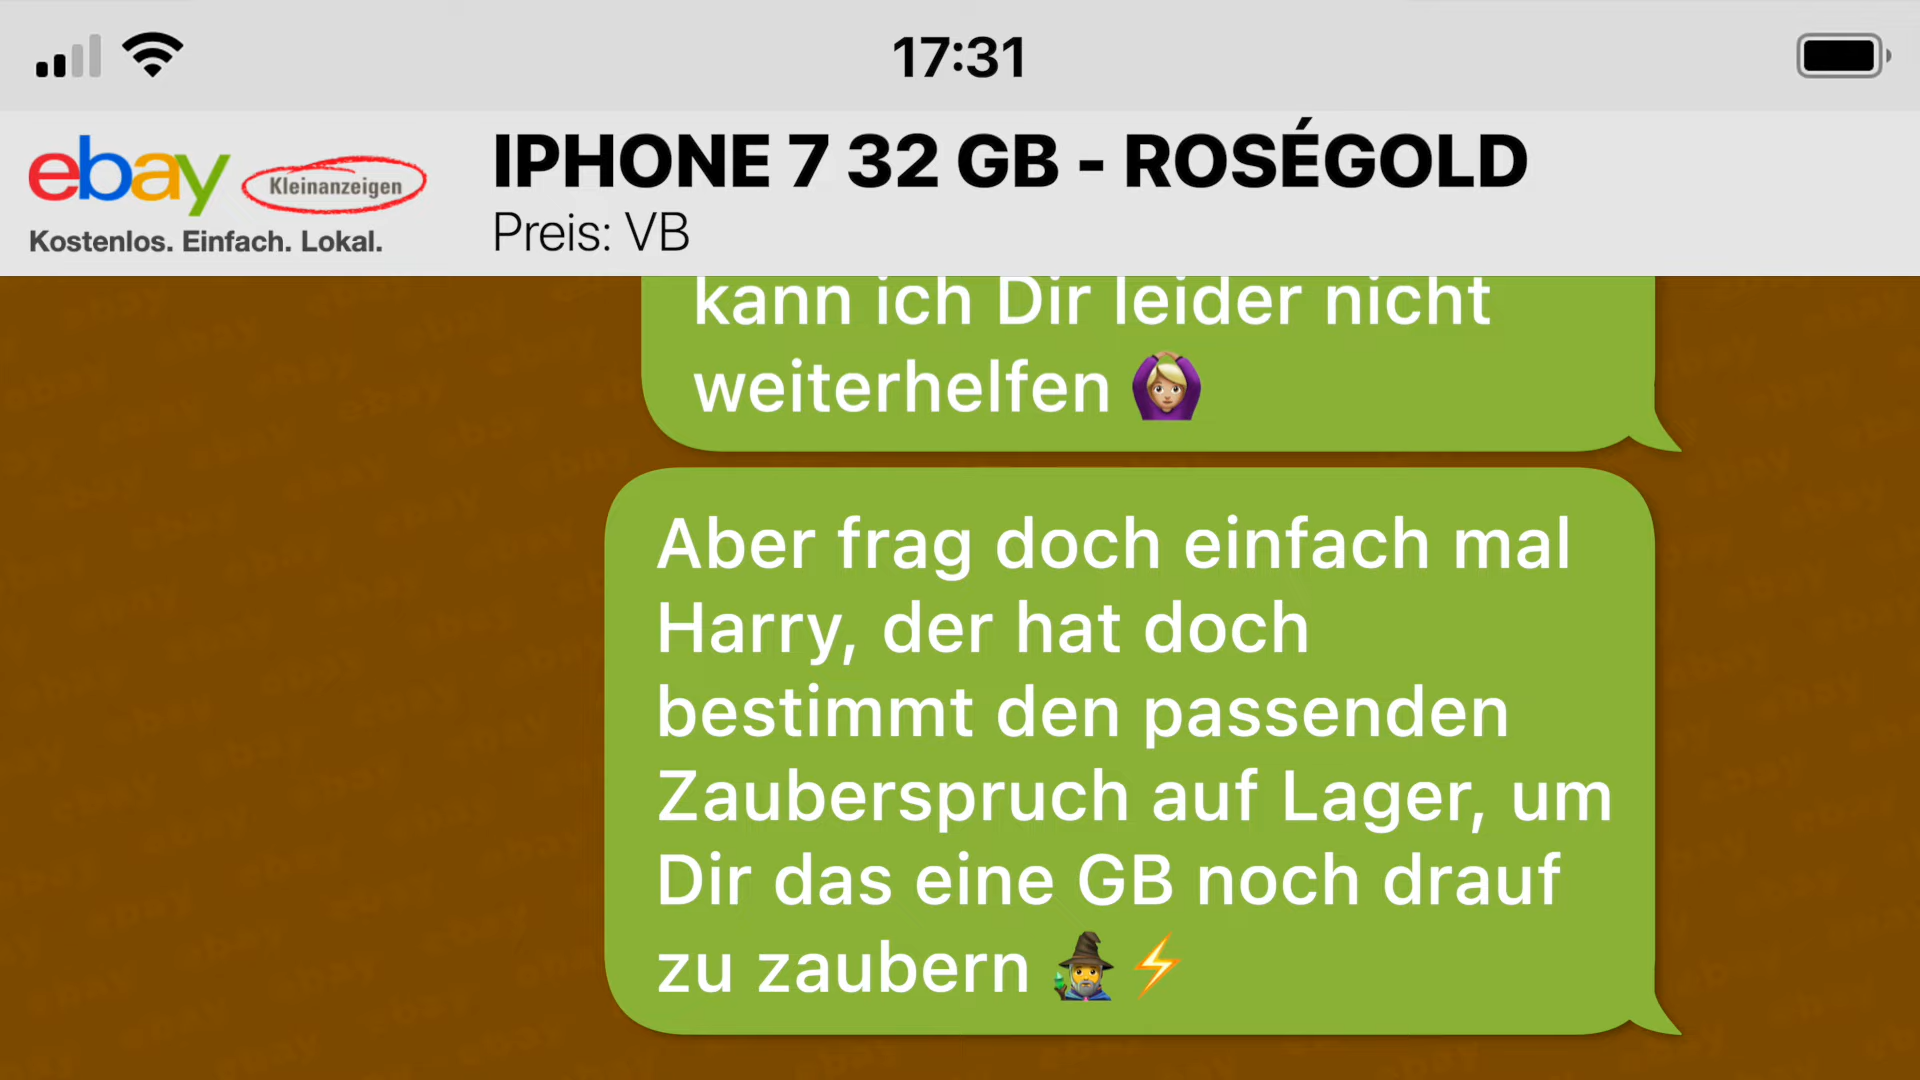 17:31
ebay Kleinanzeigen
Kostenlos. Einfach. Lokal.
IPHONE 7 32 GB - ROSÉGOLD
Preis: VB
kann ich Dir leider nicht
weiterhelfen 🙆🏼‍♀️
Aber frag doch einfach mal
Harry, der hat doch
bestimmt den passenden
Zauberspruch auf Lager, um
Dir das eine GB noch drauf
zu zaubern 🧙‍♂️⚡